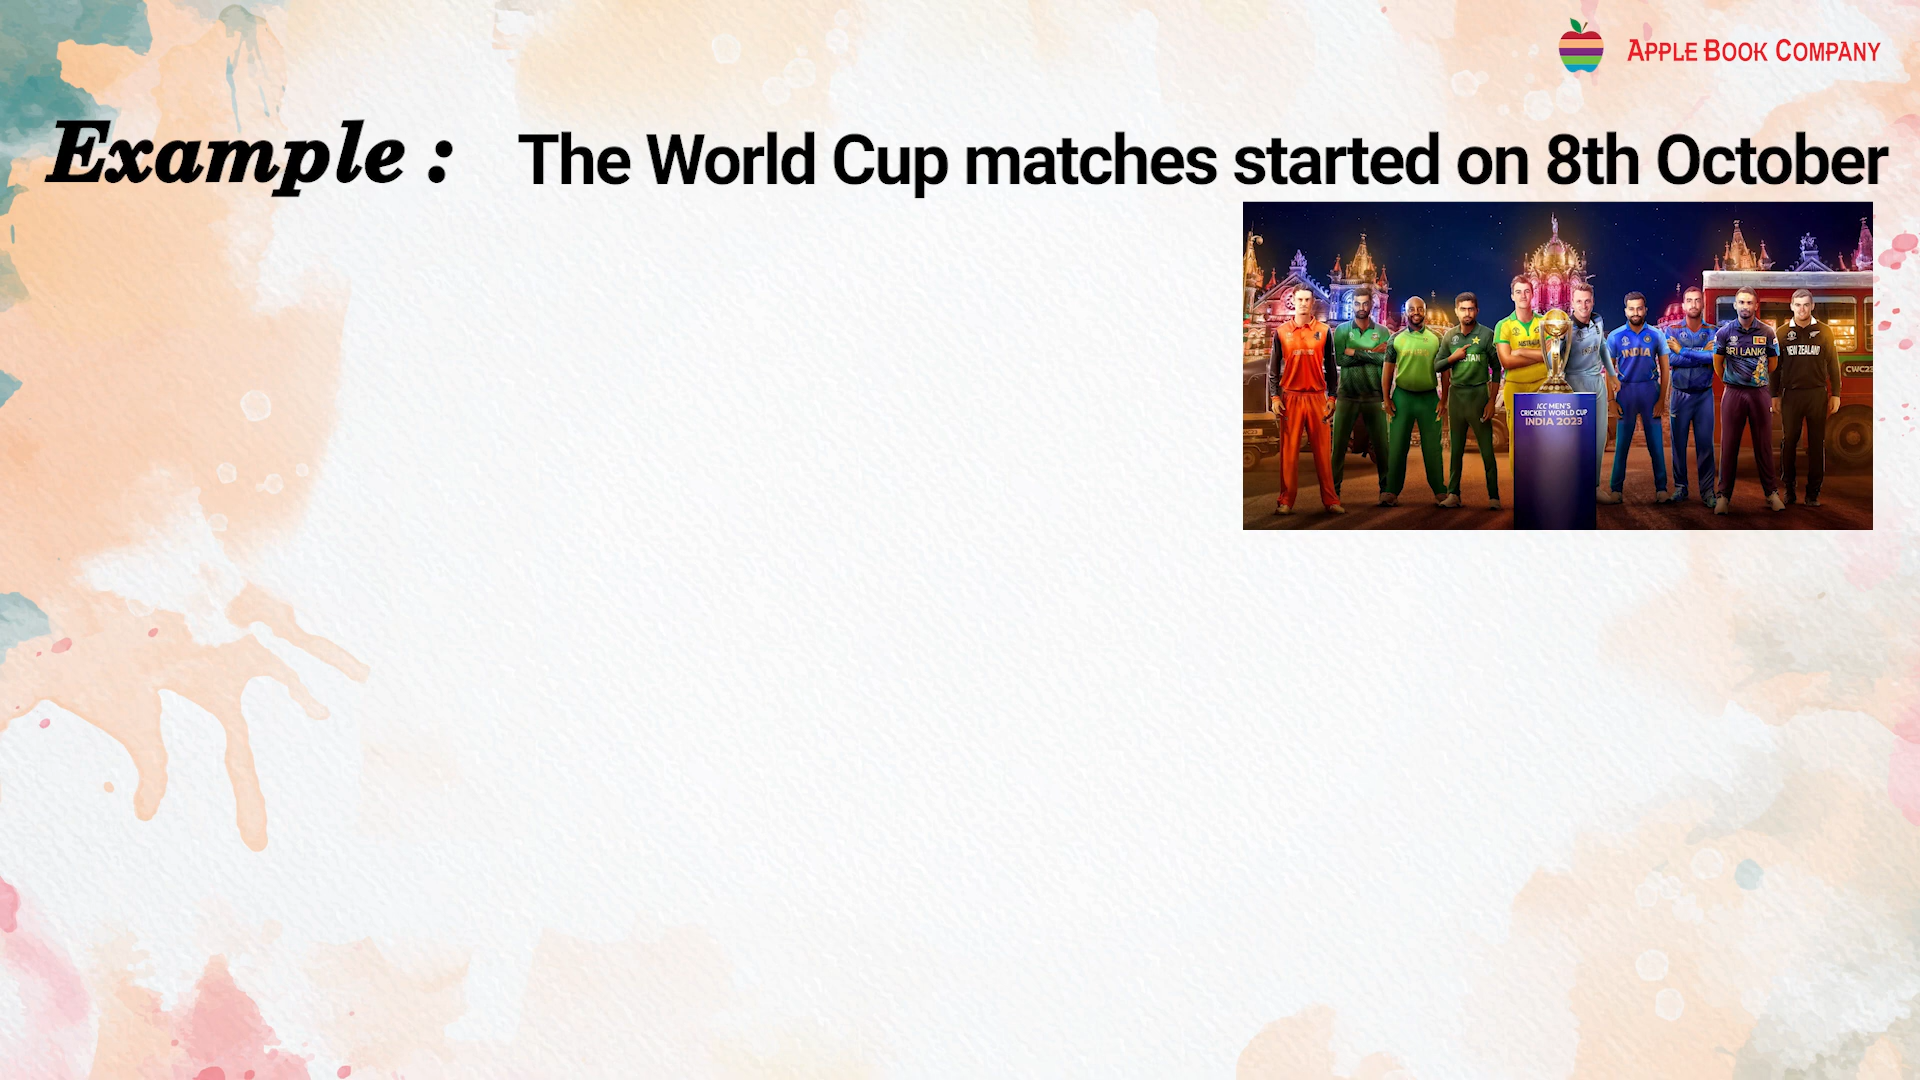 APPLE BOOK COMPANY
Example : The World Cup matches started on 8th October
AUSTRALIA
INDIA
SRI LANKA
NEW ZEALAND
ICC MEN'S
CRICKET WORLD CUP
INDIA 2023